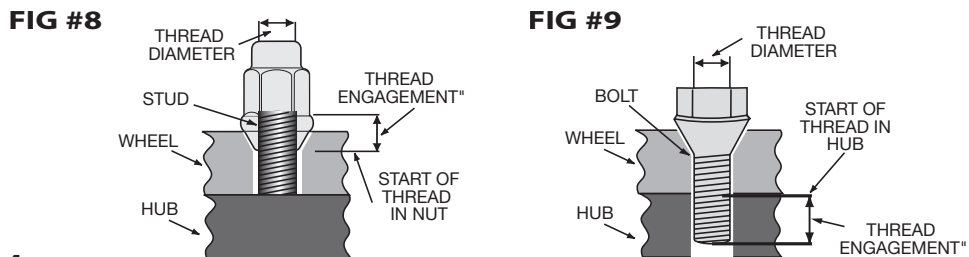 FIG #8
THREAD
DIAMETER
THREAD
ENGAGEMENT"
STUD
WHEEL
START OF
THREAD
IN NUT
HUB
FIG #9
THREAD
DIAMETER
BOLT
START OF
THREAD IN
HUB
WHEEL
HUB
THREAD
ENGAGEMENT"